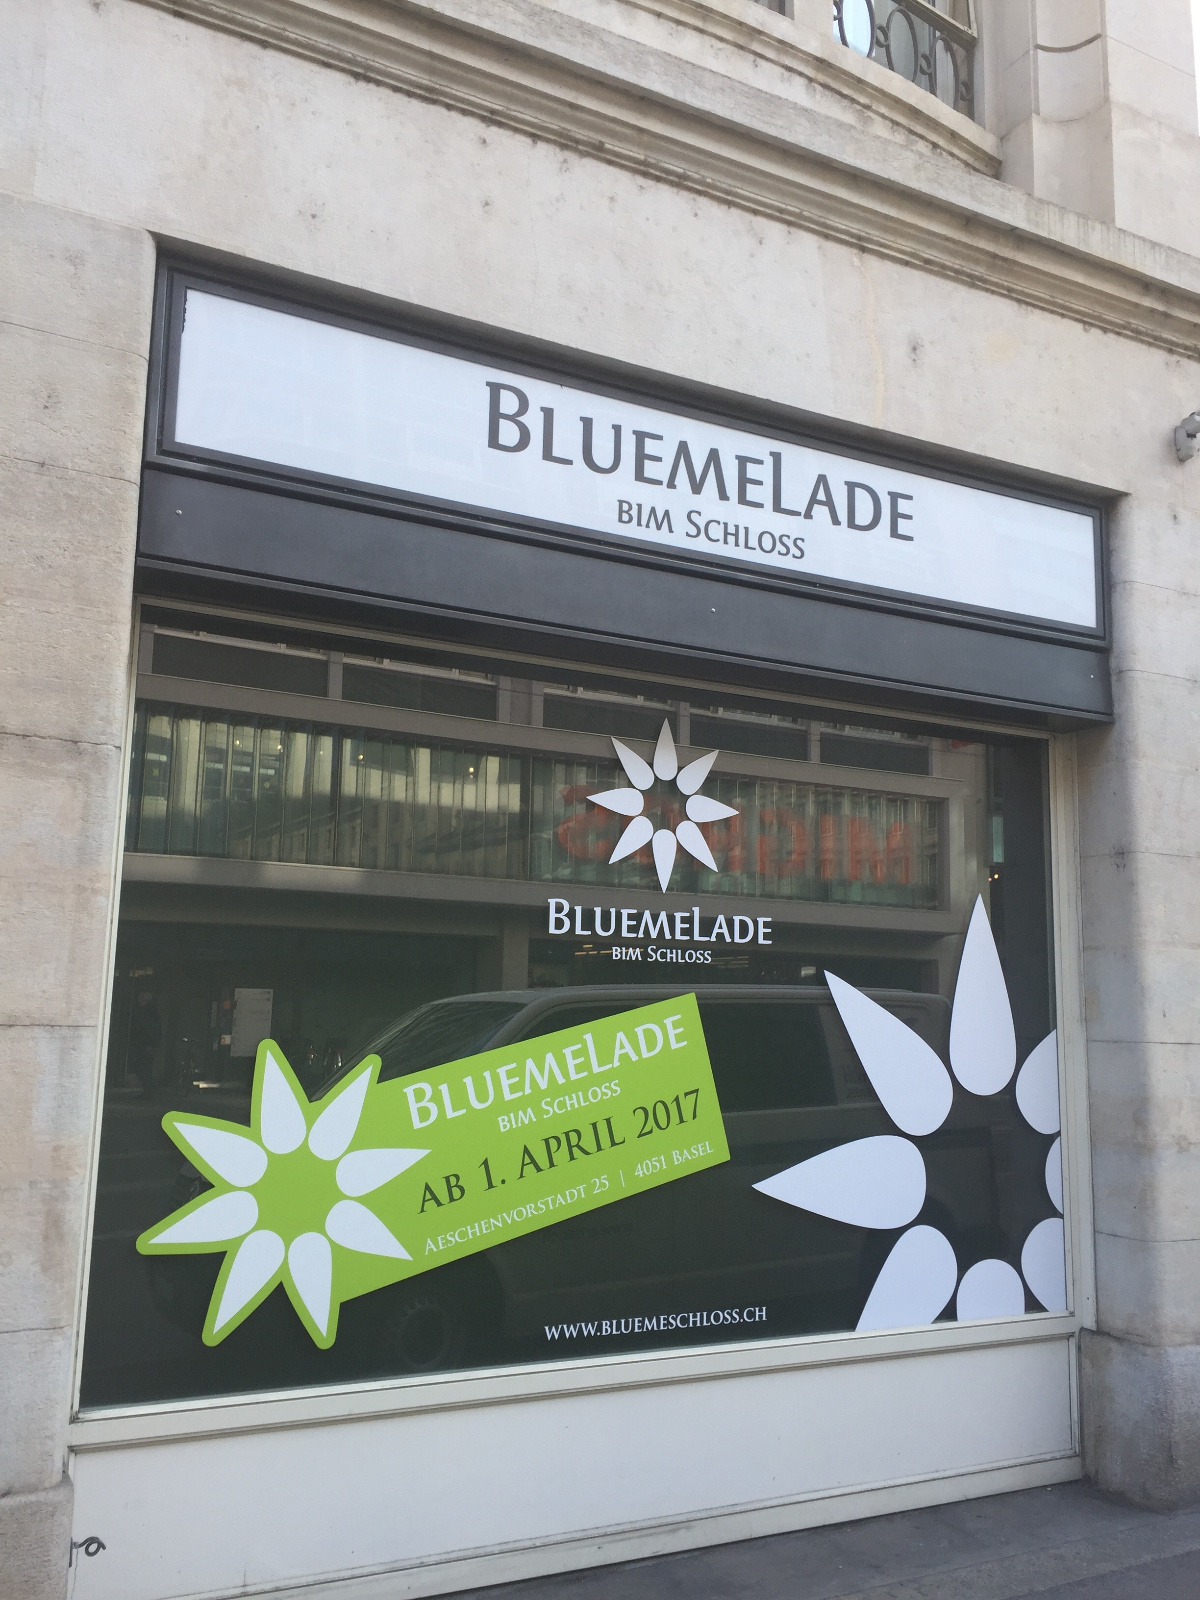 BLUEMELADE
BIM SCHLOSS
MIGROS
BLUEMELADE
BIM SCHLOSS
BLUEMELADE
BIM SCHLOSS
AB 1. APRIL 2017
AESCHENVORSTADT 25 | 4051 BASEL
WWW.BLUEMESCHLOSS.CH